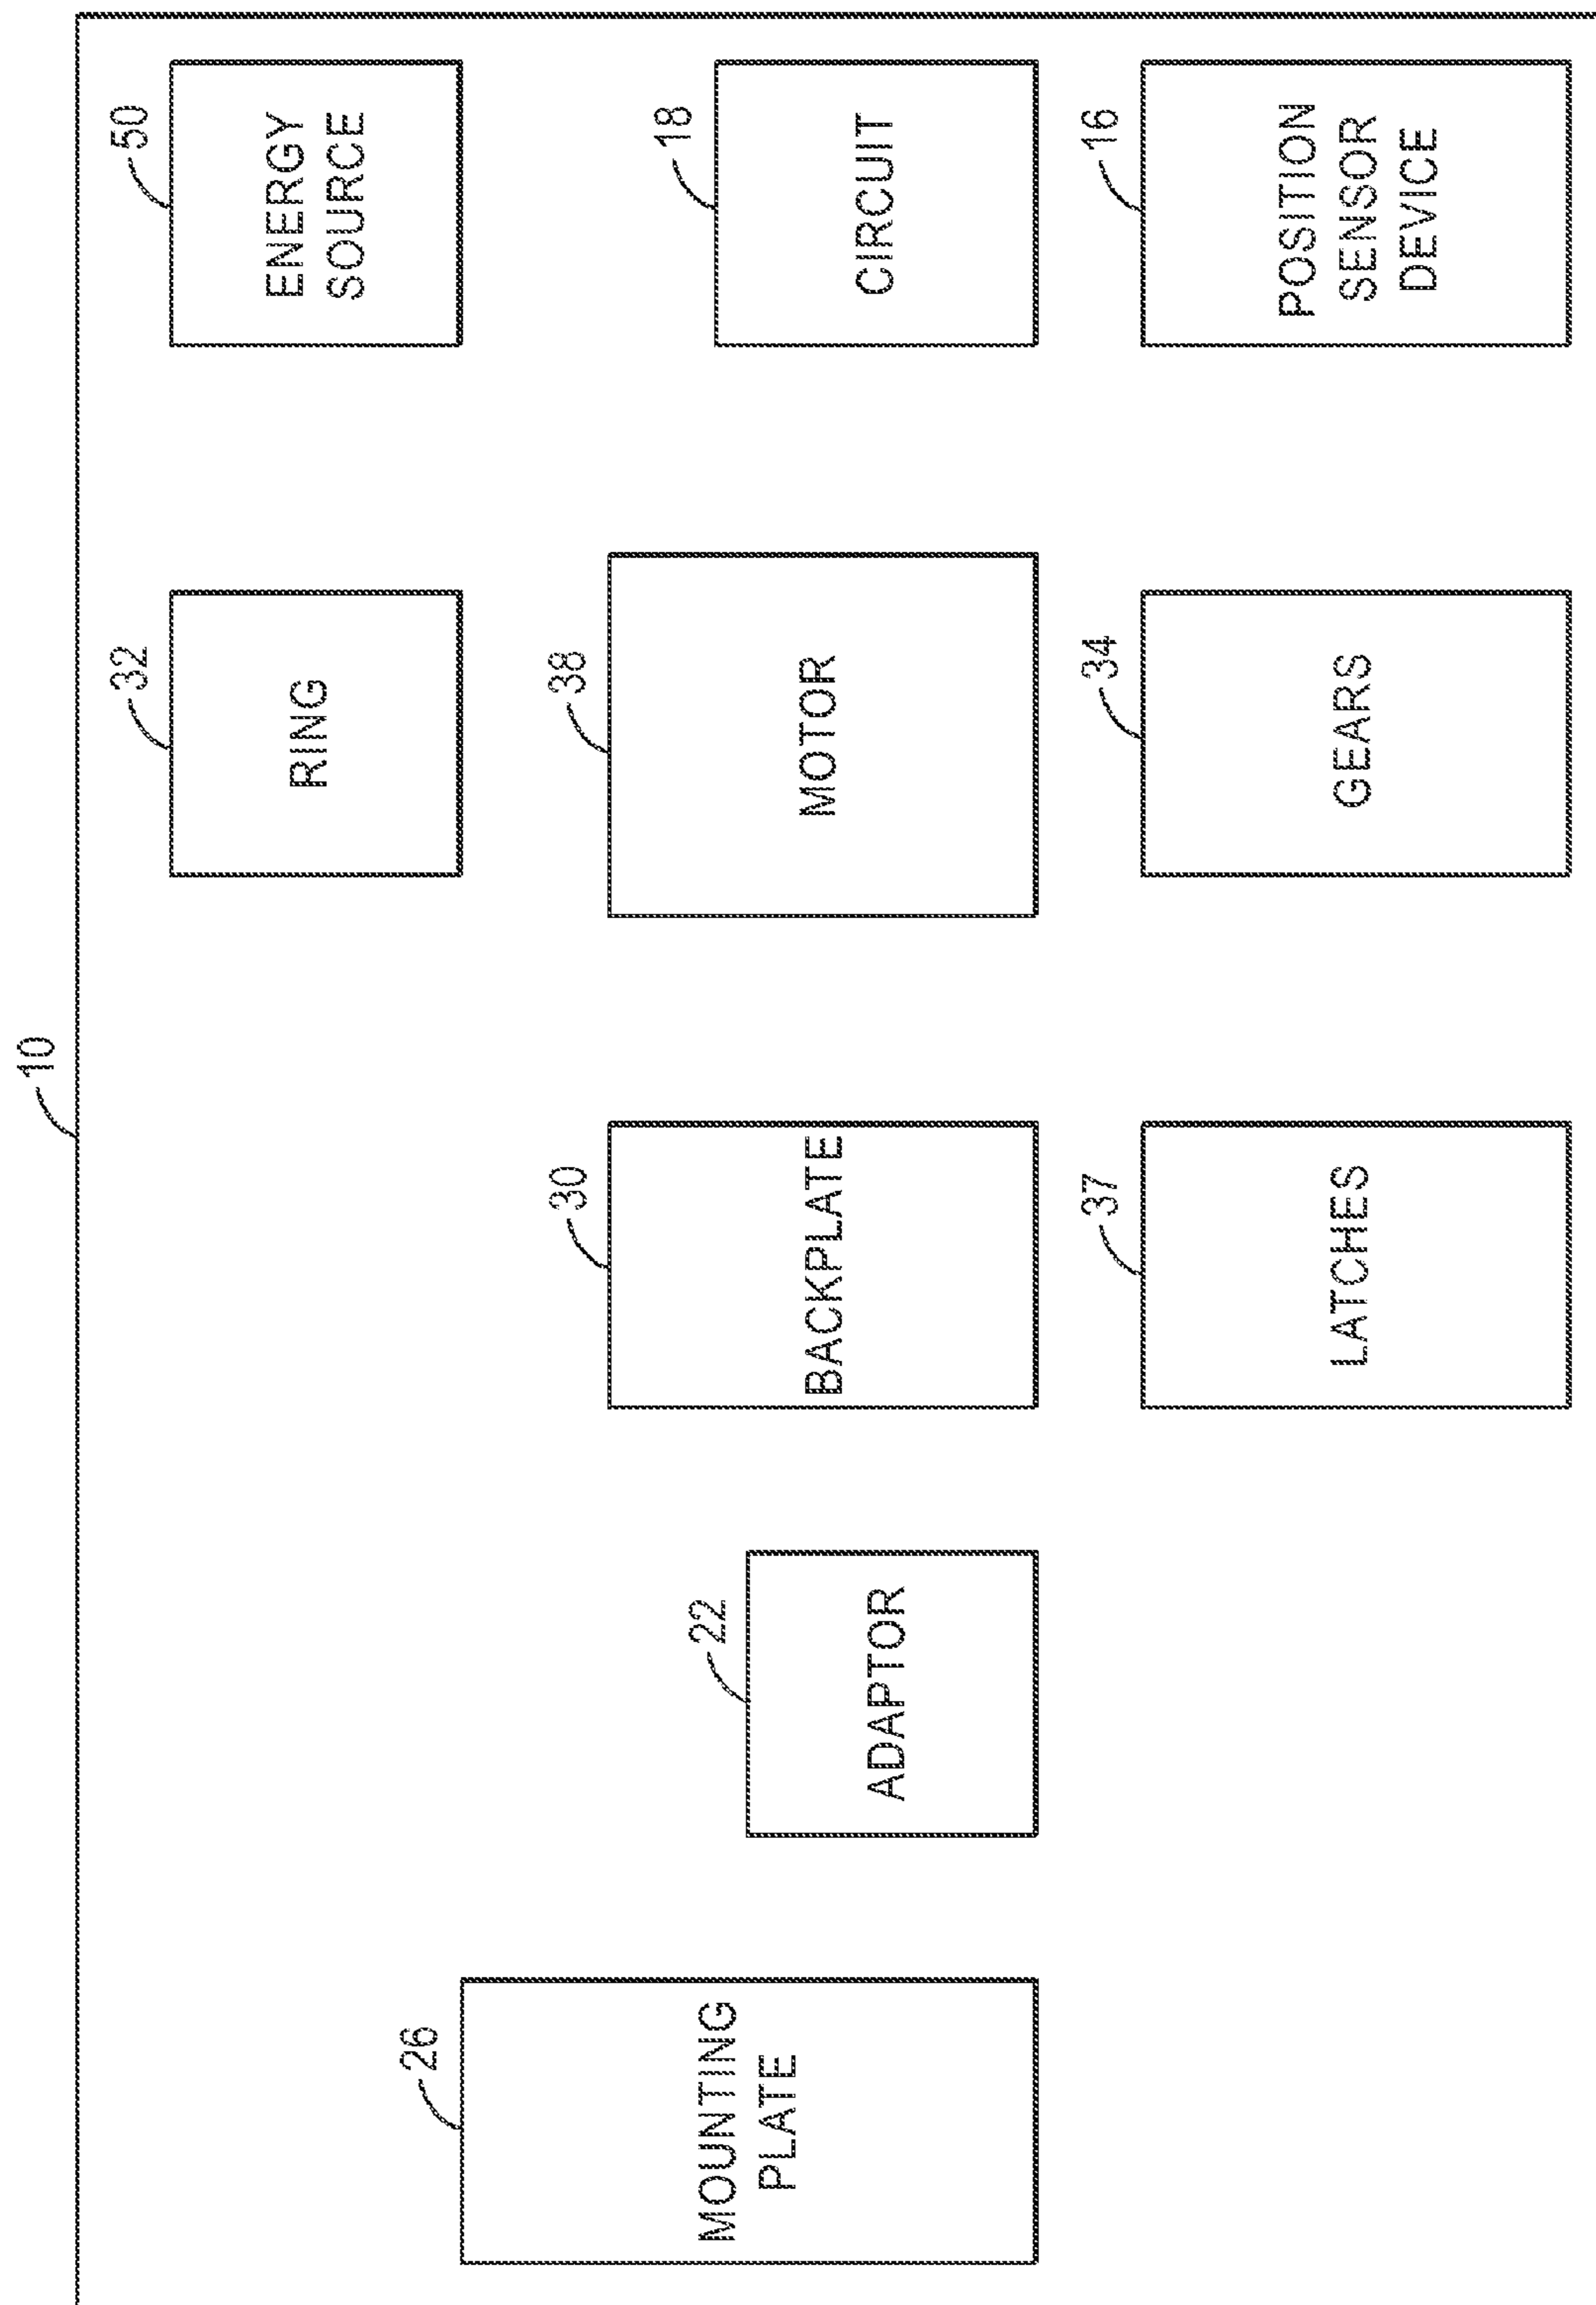 10
32
RING
50
ENERGY
SOURCE
26
MOUNTING
PLATE
22
ADAPTOR
30
BACKPLATE
38
MOTOR
18
CIRCUIT
37
LATCHES
34
GEARS
16
POSITION
SENSOR
DEVICE